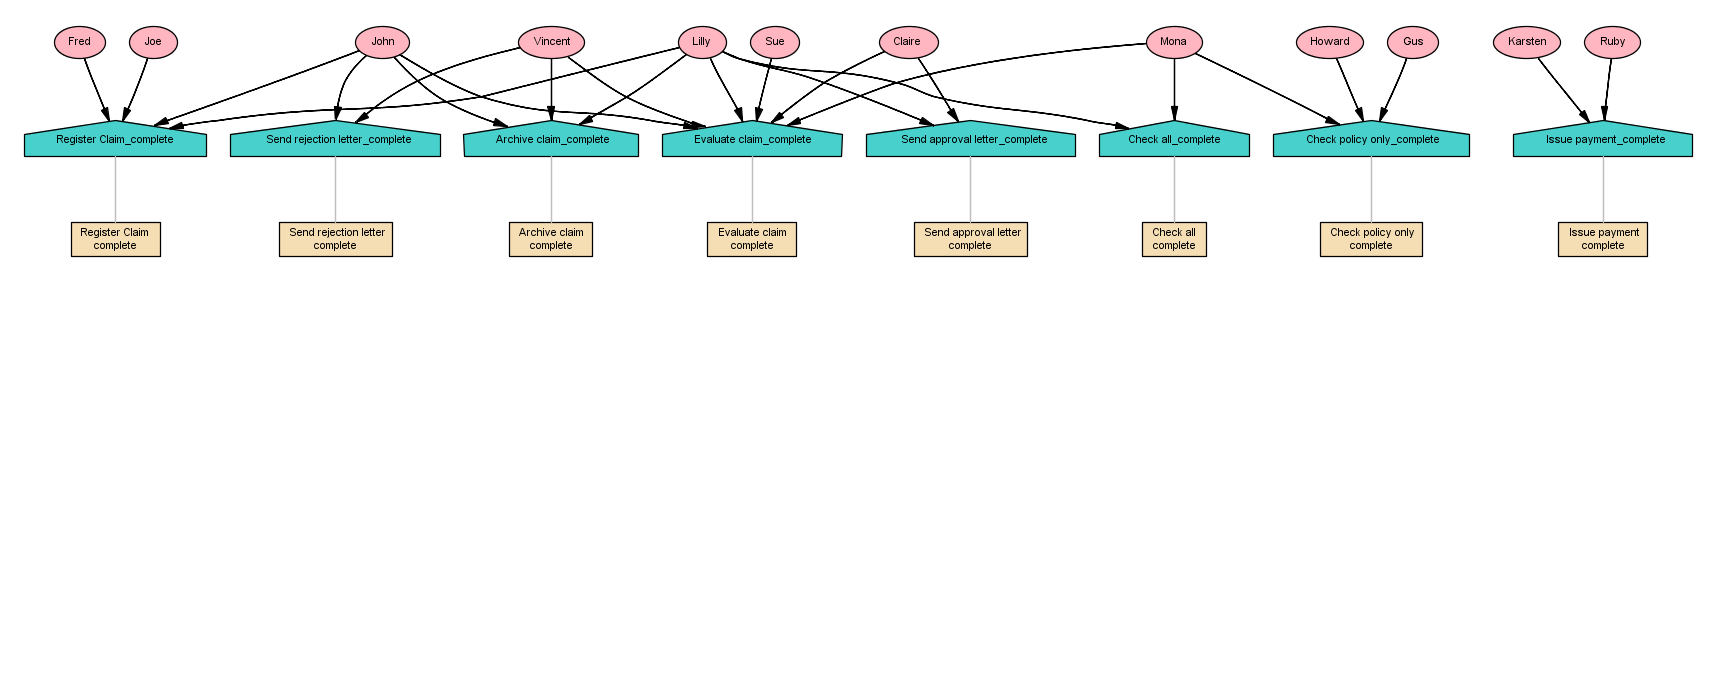 Fred
Joe
John
Vincent
Lilly
Sue
Claire
Mona
Howard
Gus
Karsten
Ruby
Register Claim_complete
Send rejection letter_complete
Archive claim_complete
Evaluate claim_complete
Send approval letter_complete
Check all_complete
Check policy only_complete
Issue payment_complete
Register Claim
complete
Send rejection letter
complete
Archive claim
complete
Evaluate claim
complete
Send approval letter
complete
Check all
complete
Check policy only
complete
Issue payment
complete